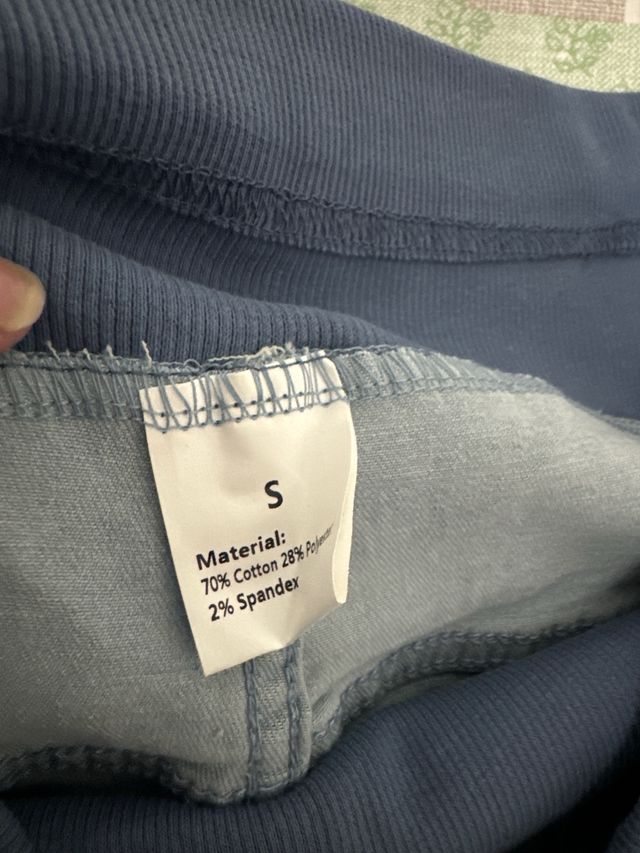 S
Material:
70% Cotton 28% Polyester
2% Spandex